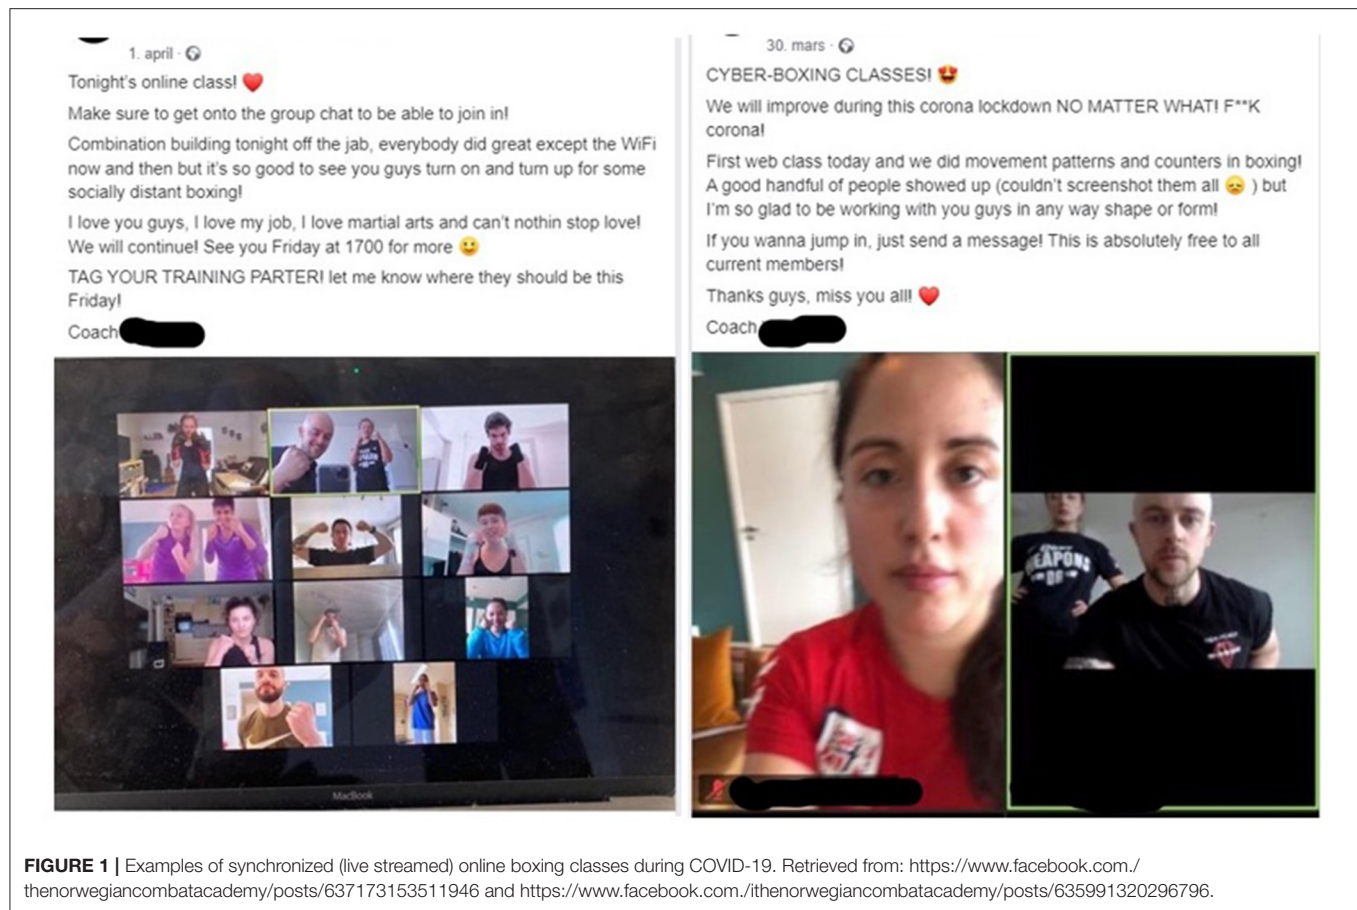 1. april
Tonight's online class!
Make sure to get onto the group chat to be able to join in!
Combination building tonight off the jab, everybody did great except the WiFi
now and then but it's so good to see you guys turn on and turn up for some
socially distant boxing!
I love you guys, I love my job, I love martial arts and can't nothin stop love!
We will continue! See you Friday at 1700 for more
TAG YOUR TRAINING PARTER! let me know where they should be this
Friday!
Coach
MacBook
30. mars
CYBER-BOXING CLASSES!
We will improve during this corona lockdown NO MATTER WHAT! F**K
corona!
First web class today and we did movement patterns and counters in boxing!
A good handful of people showed up (couldn't screenshot them all ) but
I'm so glad to be working with you guys in any way shape or form!
If you wanna jump in, just send a message! This is absolutely free to all
current members!
Thanks guys, miss you all!
Coach
WEAPONS
FIGURE 1 | Examples of synchronized (live streamed) online boxing classes during COVID-19. Retrieved from: https://www.facebook.com./
thenorwegiancombatacademy/posts/637173153511946 and https://www.facebook.com./ithenorwegiancombatacademy/posts/635991320296796.